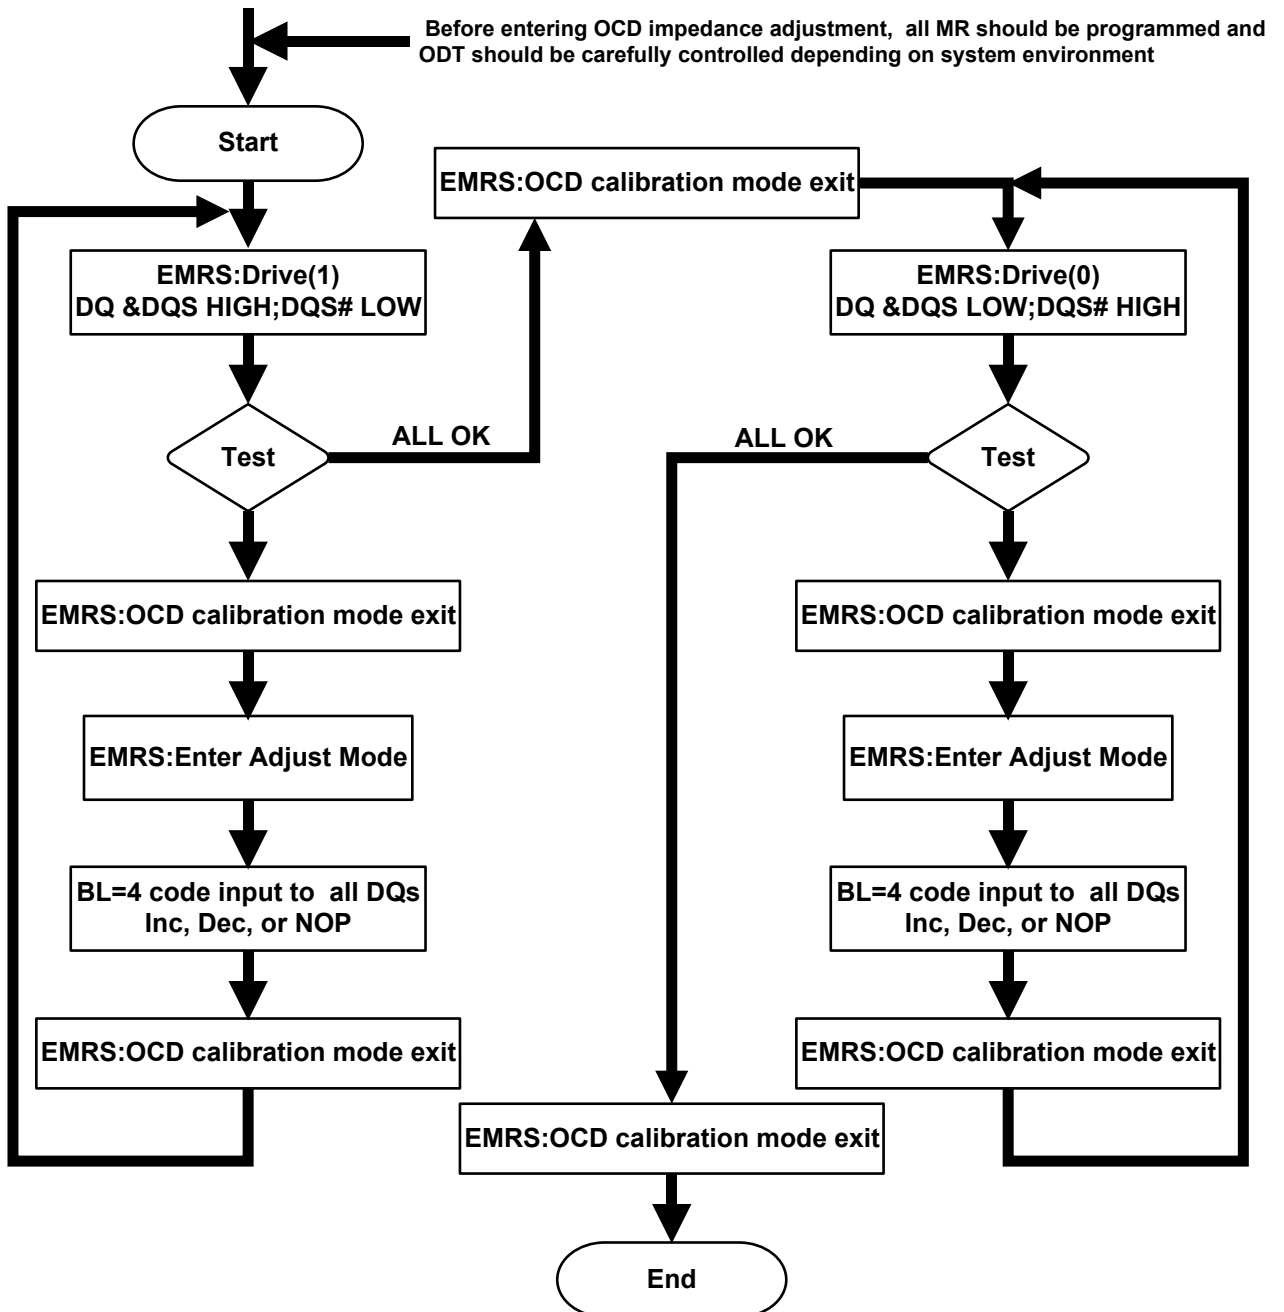 Before entering OCD impedance adjustment, all MR should be programmed and
ODT should be carefully controlled depending on system environment
Start
EMRS:OCD calibration mode exit
EMRS:Drive(1)
DQ &DQS HIGH;DQS# LOW
EMRS:Drive(0)
DQ &DQS LOW;DQS# HIGH
ALL OK
Test
ALL OK
Test
EMRS:OCD calibration mode exit
EMRS:OCD calibration mode exit
EMRS:Enter Adjust Mode
EMRS:Enter Adjust Mode
BL=4 code input to all DQs
Inc, Dec, or NOP
BL=4 code input to all DQs
Inc, Dec, or NOP
EMRS:OCD calibration mode exit
EMRS:OCD calibration mode exit
EMRS:OCD calibration mode exit
End